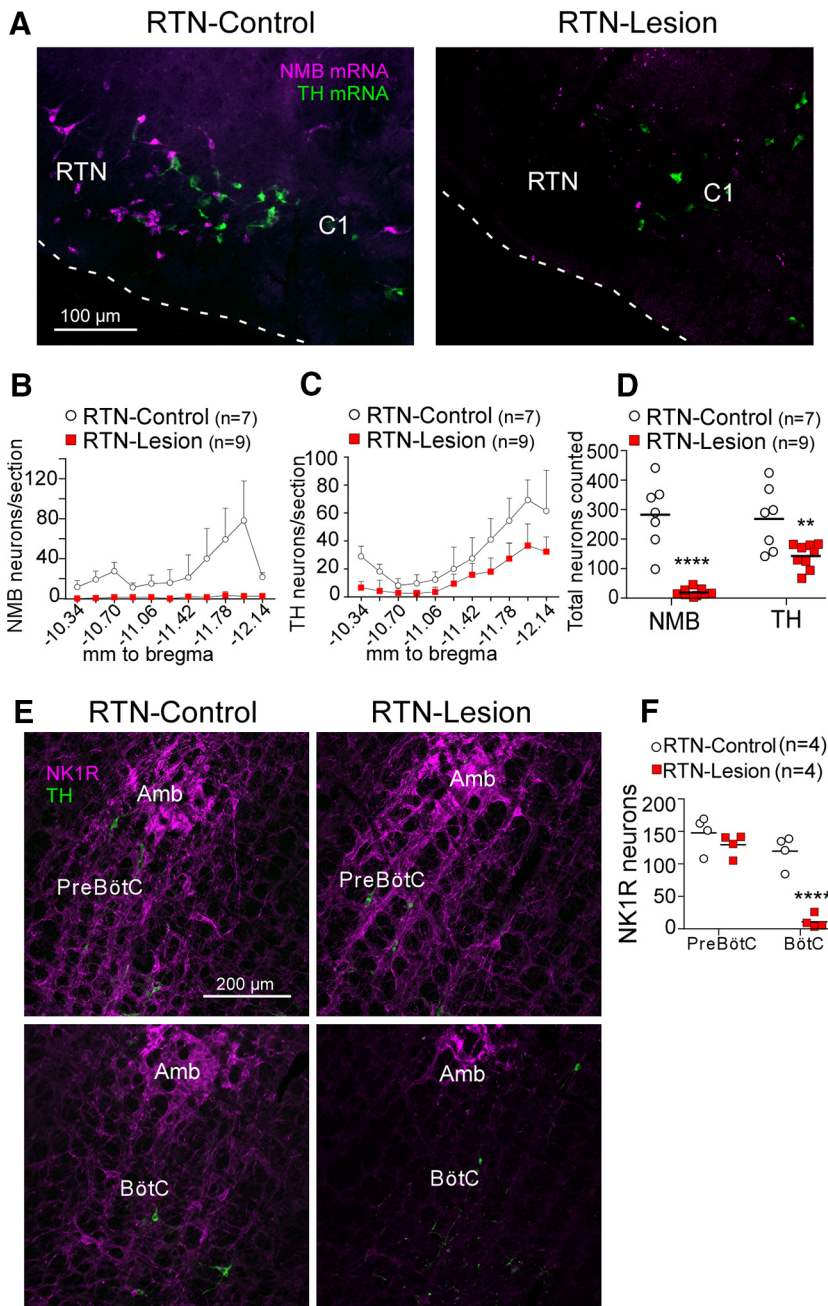 A
RTN-Control
RTN-Lesion
NMB mRNA
TH mRNA
RTN
C1
100 µm
RTN
C1
B
RTN-Control (n=7)
RTN-Lesion (n=9)
NMB neurons/section
120
80
40
0
-10.34
-10.70
-11.06
-11.42
-11.78
-12.14
mm to bregma
C
RTN-Control (n=7)
RTN-Lesion (n=9)
TH neurons/section
100
80
60
40
20
0
-10.34
-10.70
-11.06
-11.42
-11.78
-12.14
mm to bregma
D
RTN-Control (n=7)
RTN-Lesion (n=9)
Total neurons counted
500
400
300
200
100
0
****
**
NMB
TH
E
RTN-Control
RTN-Lesion
NK1R
TH
Amb
PreBötC
200 µm
Amb
PreBötC
Amb
BötC
Amb
BötC
F
RTN-Control (n=4)
RTN-Lesion (n=4)
NK1R neurons
200
150
100
50
0
****
PreBötC
BötC